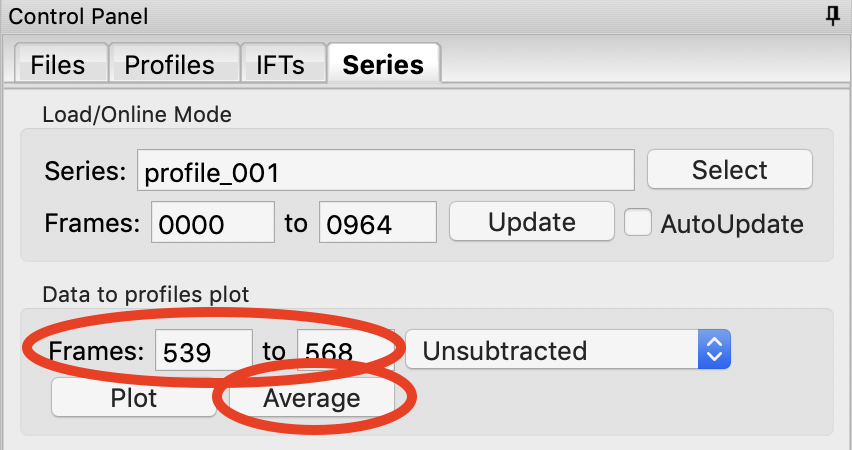 Control Panel
Files Profiles IFTs Series
Load/Online Mode
Series: profile_001 Select
Frames: 0000 to 0964 Update AutoUpdate
Data to profiles plot
Frames: 539 to 568 Unsubtracted
Plot Average